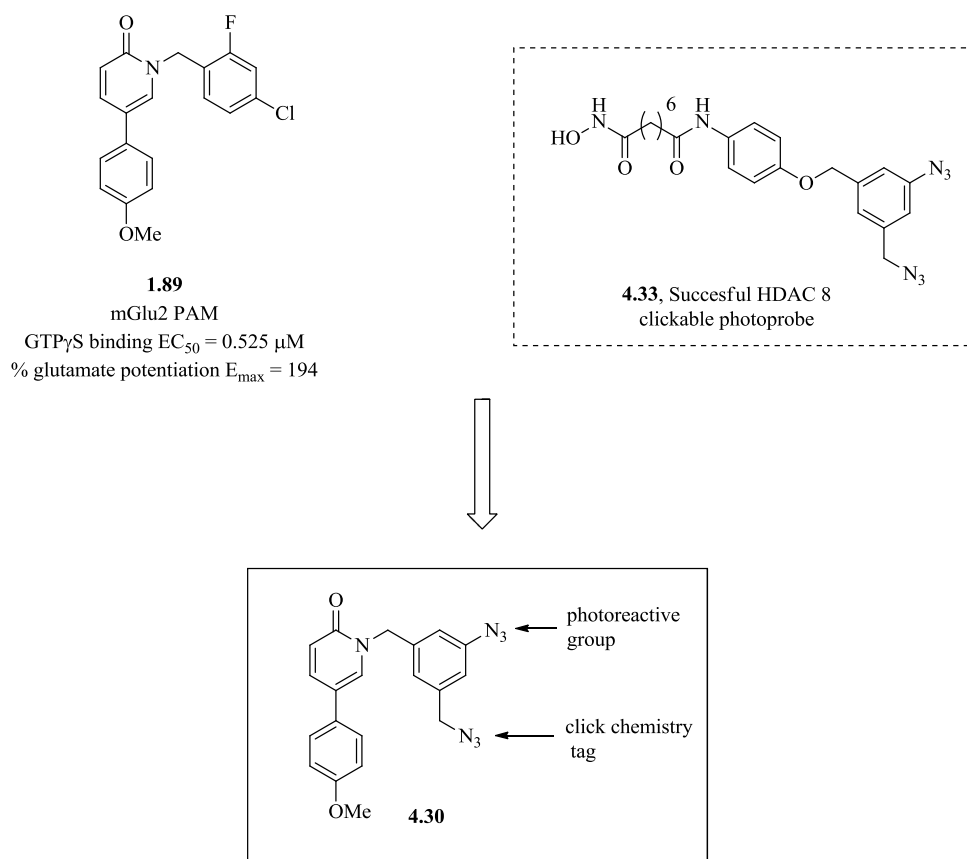 O
N
F
Cl
OMe
1.89
mGlu2 PAM
GTPγS binding EC50 = 0.525 μM
% glutamate potentiation Emax = 194
H
N
HO
O
6
O
H
N
O
N3
N3
4.33, Succesful HDAC 8
clickable photoprobe
O
N
N3
N3
OMe
photoreactive
group
click chemistry
tag
4.30